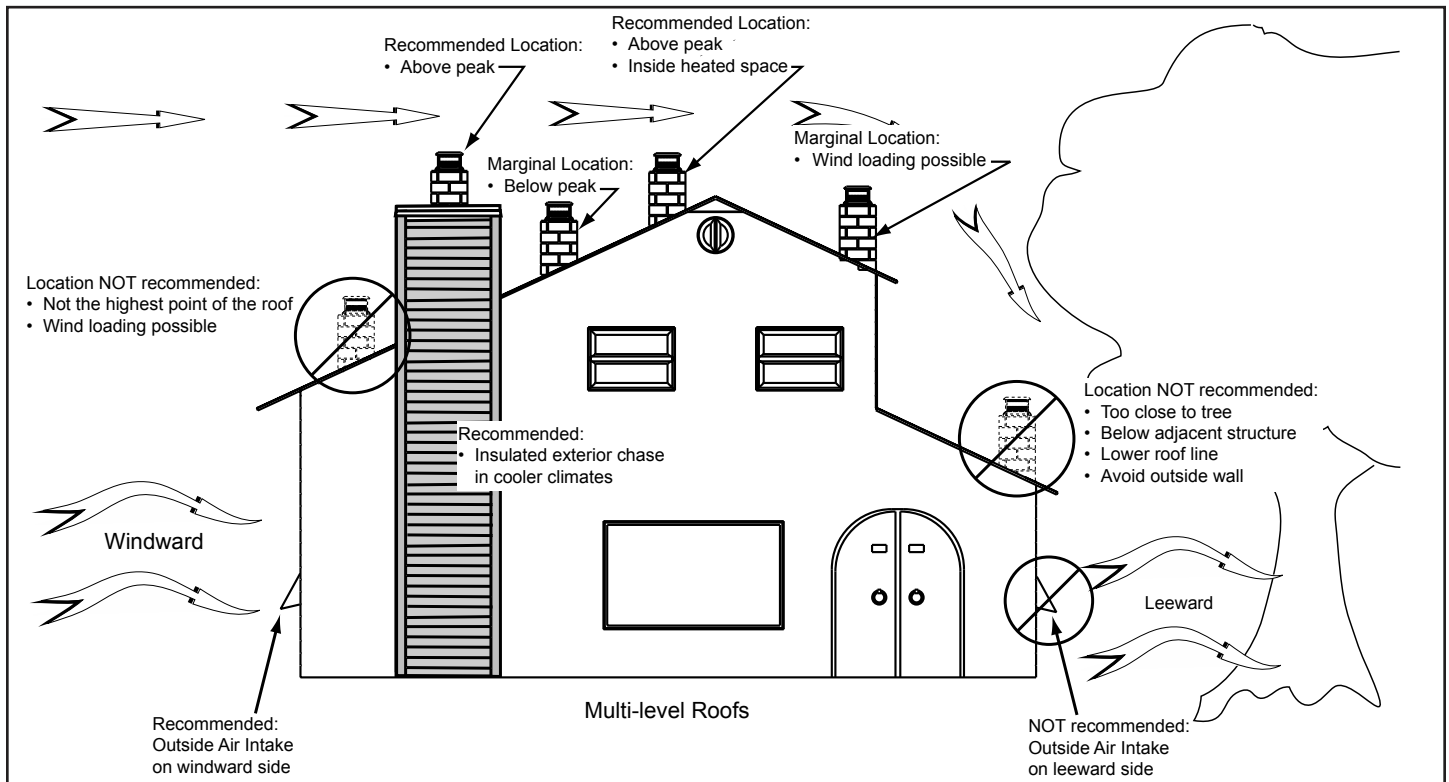 Recommended Location:
• Above peak
Recommended Location:
• Above peak
• Inside heated space
Marginal Location:
• Below peak
Marginal Location:
• Wind loading possible
Location NOT recommended:
• Not the highest point of the roof
• Wind loading possible
Recommended:
• Insulated exterior chase
in cooler climates
Location NOT recommended:
• Too close to tree
• Below adjacent structure
• Lower roof line
• Avoid outside wall
Windward
Leeward
Recommended:
Outside Air Intake
on windward side
Multi-level Roofs
NOT recommended:
Outside Air Intake
on leeward side